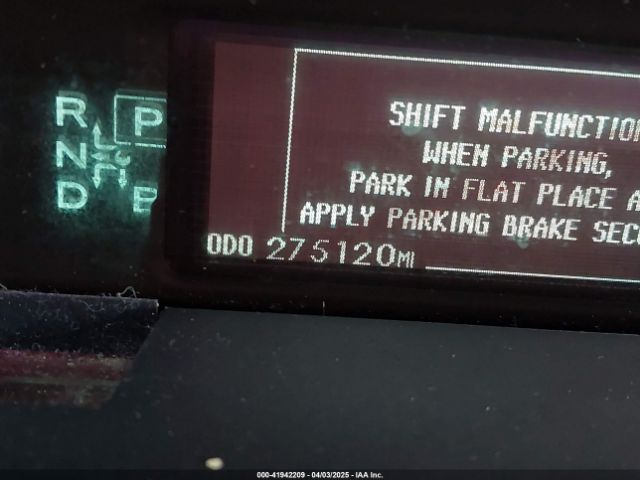 R P
N
D B
SHIFT MALFUNCTION
WHEN PARKING,
PARK IN FLAT PLACE A
APPLY PARKING BRAKE SEC
ODO 275120MI
000-41942209 - 04/03/2025 - IAA Inc.